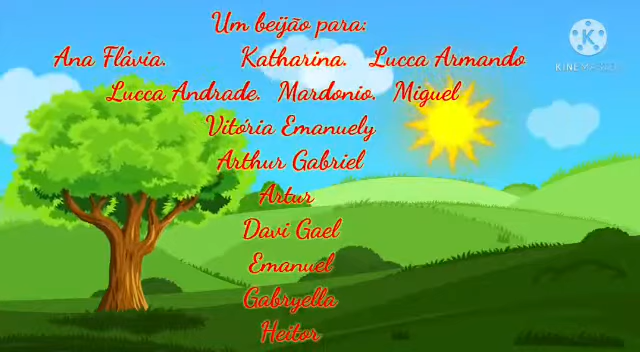 Um beijão para:
Ana Flávia. Katharina. Lucca Armando
Lucca Andrade. Mardonio. Miguel
Vitória Emanuely
Arthur Gabriel
Artur
Davi Gael
Emanuel
Gabryella
Heitor
KINEMASTER